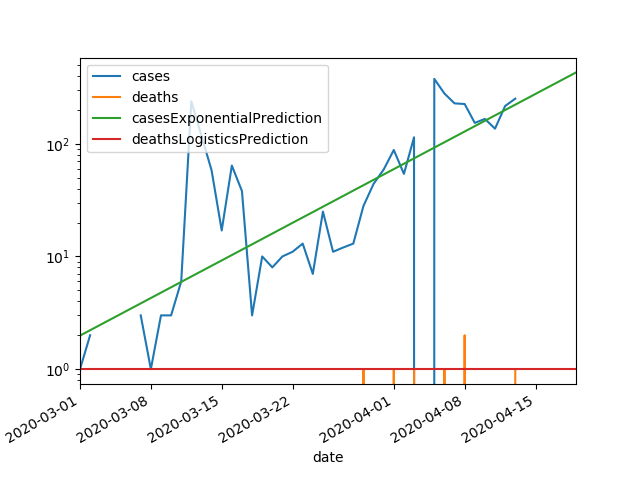 cases
deaths
casesExponentialPrediction
deathsLogisticsPrediction
10²
10¹
10⁰
2020-03-01
2020-03-08
2020-03-15
2020-03-22
2020-04-01
2020-04-08
2020-04-15
date